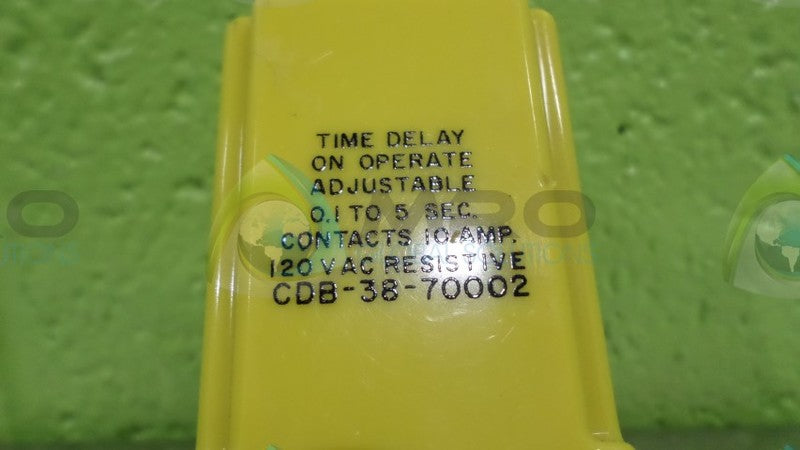 TIME DELAY
ON OPERATE
ADJUSTABLE
0.1 TO 5 SEC.
CONTACTS 10 AMP.
120 VAC RESISTIVE
CDB-38-70002